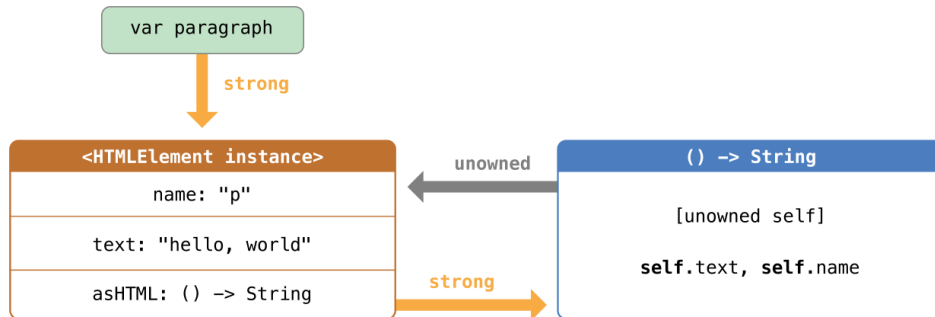 var paragraph
strong
<HTMLElement instance>
name: "p"
text: "hello, world"
asHTML: () -> String
unowned
strong
() -> String
[unowned self]
self.text, self.name